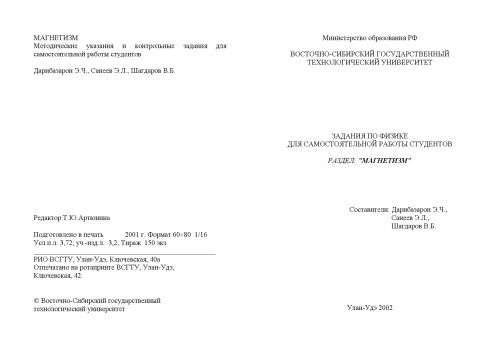 МАГНЕТИЗМ
Методические указания и контрольные задания для
самостоятельной работы студентов
Дарибазарон Э.Ч., Санеев Э.Л., Шагдаров В.Б.
Редактор Т.Ю.Артюнина
Подготовлено в печать 2001 г. Формат 60×80 1/16
Усл.п.л. 3,72; уч.-изд.л. 3,2; Тираж 150 экз.
РИО ВСГТУ, Улан-Удэ, Ключевская, 40а
Отпечатано на ротапринте ВСГТУ, Улан-Удэ,
Ключевская, 42.
© Восточно-Сибирский государственный
технологический университет
Министерство образования РФ
ВОСТОЧНО-СИБИРСКИЙ ГОСУДАРСТВЕННЫЙ
ТЕХНОЛОГИЧЕСКИЙ УНИВЕРСИТЕТ
ЗАДАНИЯ ПО ФИЗИКЕ
ДЛЯ САМОСТОЯТЕЛЬНОЙ РАБОТЫ СТУДЕНТОВ
РАЗДЕЛ: "МАГНЕТИЗМ"
Составители: Дарибазарон Э.Ч.,
Санеев Э.Л.,
Шагдаров В.Б.
Улан-Удэ 2002